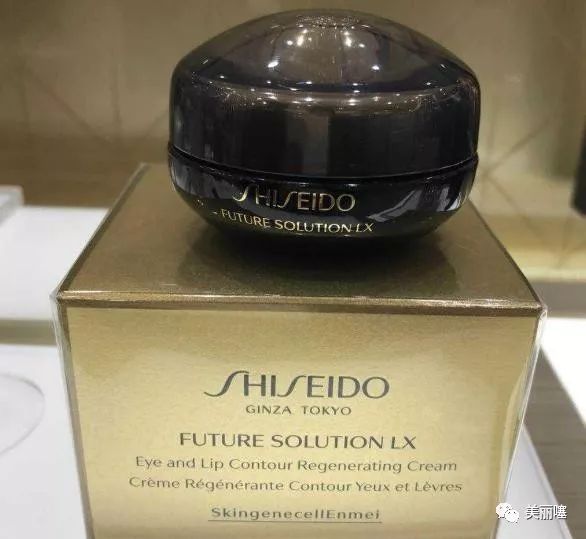 SHISEIDO
FUTURE SOLUTION LX
SHISEIDO
GINZA TOKYO
FUTURE SOLUTION LX
Eye and Lip Contour Regenerating Cream
Crème Régénérante Contour Yeux et Lèvres
SkingenecellEnmei
美丽噻